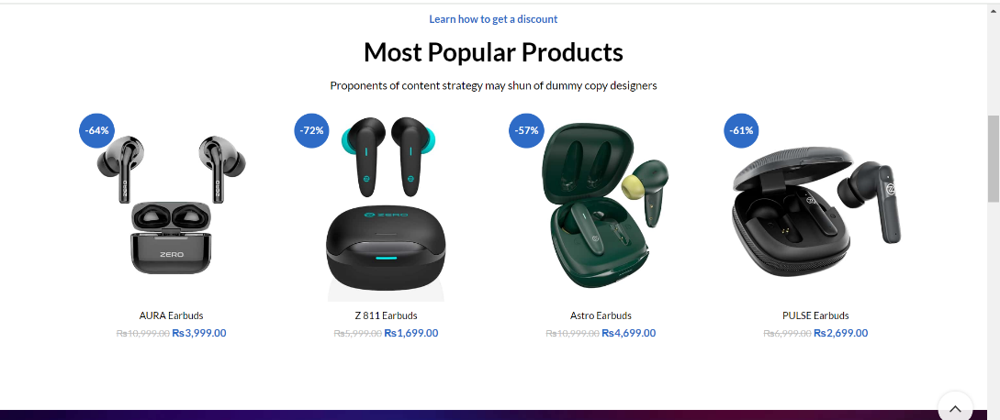 Learn how to get a discount
Most Popular Products
Proponents of content strategy may shun of dummy copy designers
-64%
-72%
-57%
-61%
ZERO
ZERO
AURA Earbuds
Z 811 Earbuds
Astro Earbuds
PULSE Earbuds
₨10,999.00 ₨3,999.00
₨5,999.00 ₨1,699.00
₨10,999.00 ₨4,699.00
₨6,999.00 ₨2,699.00